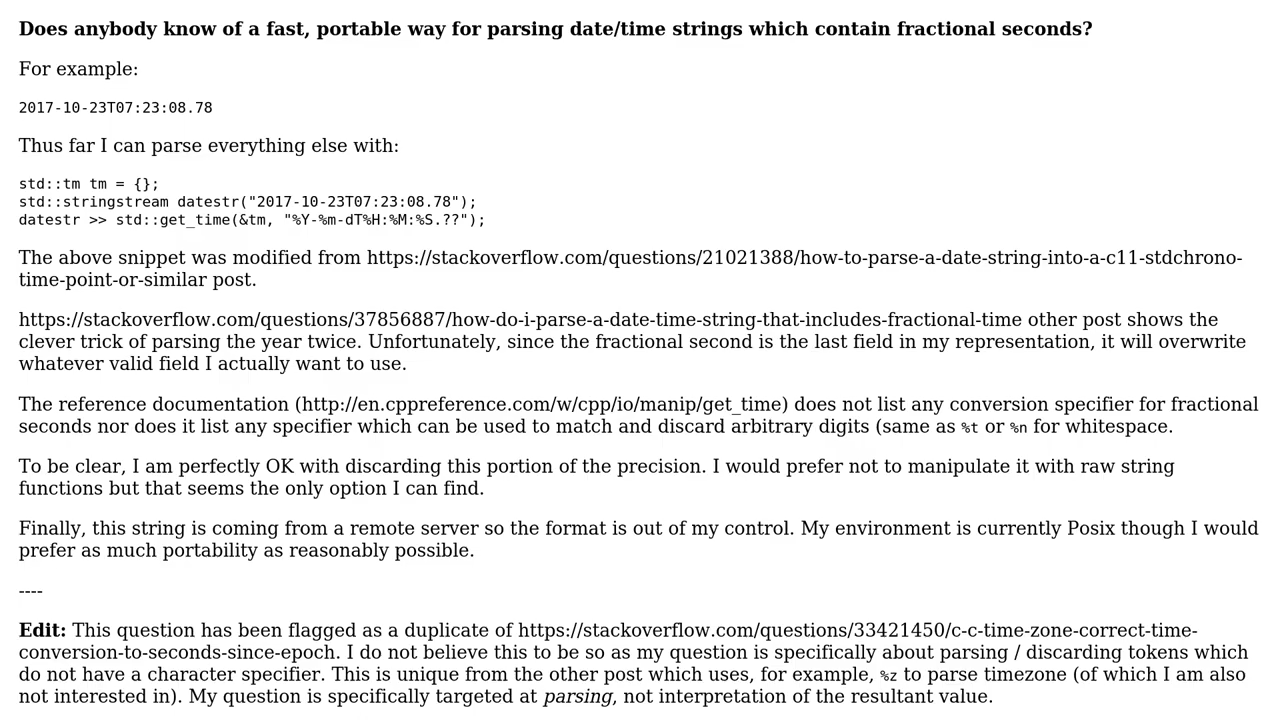 Does anybody know of a fast, portable way for parsing date/time strings which contain fractional seconds?
For example:
2017-10-23T07:23:08.78
Thus far I can parse everything else with:
std::tm tm = {};
std::stringstream datestr("2017-10-23T07:23:08.78");
datestr >> std::get_time(&tm, "%Y-%m-dT%H:%M:%S.??");
The above snippet was modified from https://stackoverflow.com/questions/21021388/how-to-parse-a-date-string-into-a-c11-stdchrono-
time-point-or-similar post.
https://stackoverflow.com/questions/37856887/how-do-i-parse-a-date-time-string-that-includes-fractional-time other post shows the
clever trick of parsing the year twice. Unfortunately, since the fractional second is the last field in my representation, it will overwrite
whatever valid field I actually want to use.
The reference documentation (http://en.cppreference.com/w/cpp/io/manip/get_time) does not list any conversion specifier for fractional
seconds nor does it list any specifier which can be used to match and discard arbitrary digits (same as %t or %n for whitespace.
To be clear, I am perfectly OK with discarding this portion of the precision. I would prefer not to manipulate it with raw string
functions but that seems the only option I can find.
Finally, this string is coming from a remote server so the format is out of my control. My environment is currently Posix though I would
prefer as much portability as reasonably possible.
----
Edit: This question has been flagged as a duplicate of https://stackoverflow.com/questions/33421450/c-c-time-zone-correct-time-
conversion-to-seconds-since-epoch. I do not believe this to be so as my question is specifically about parsing / discarding tokens which
do not have a character specifier. This is unique from the other post which uses, for example, %z to parse timezone (of which I am also
not interested in). My question is specifically targeted at parsing, not interpretation of the resultant value.